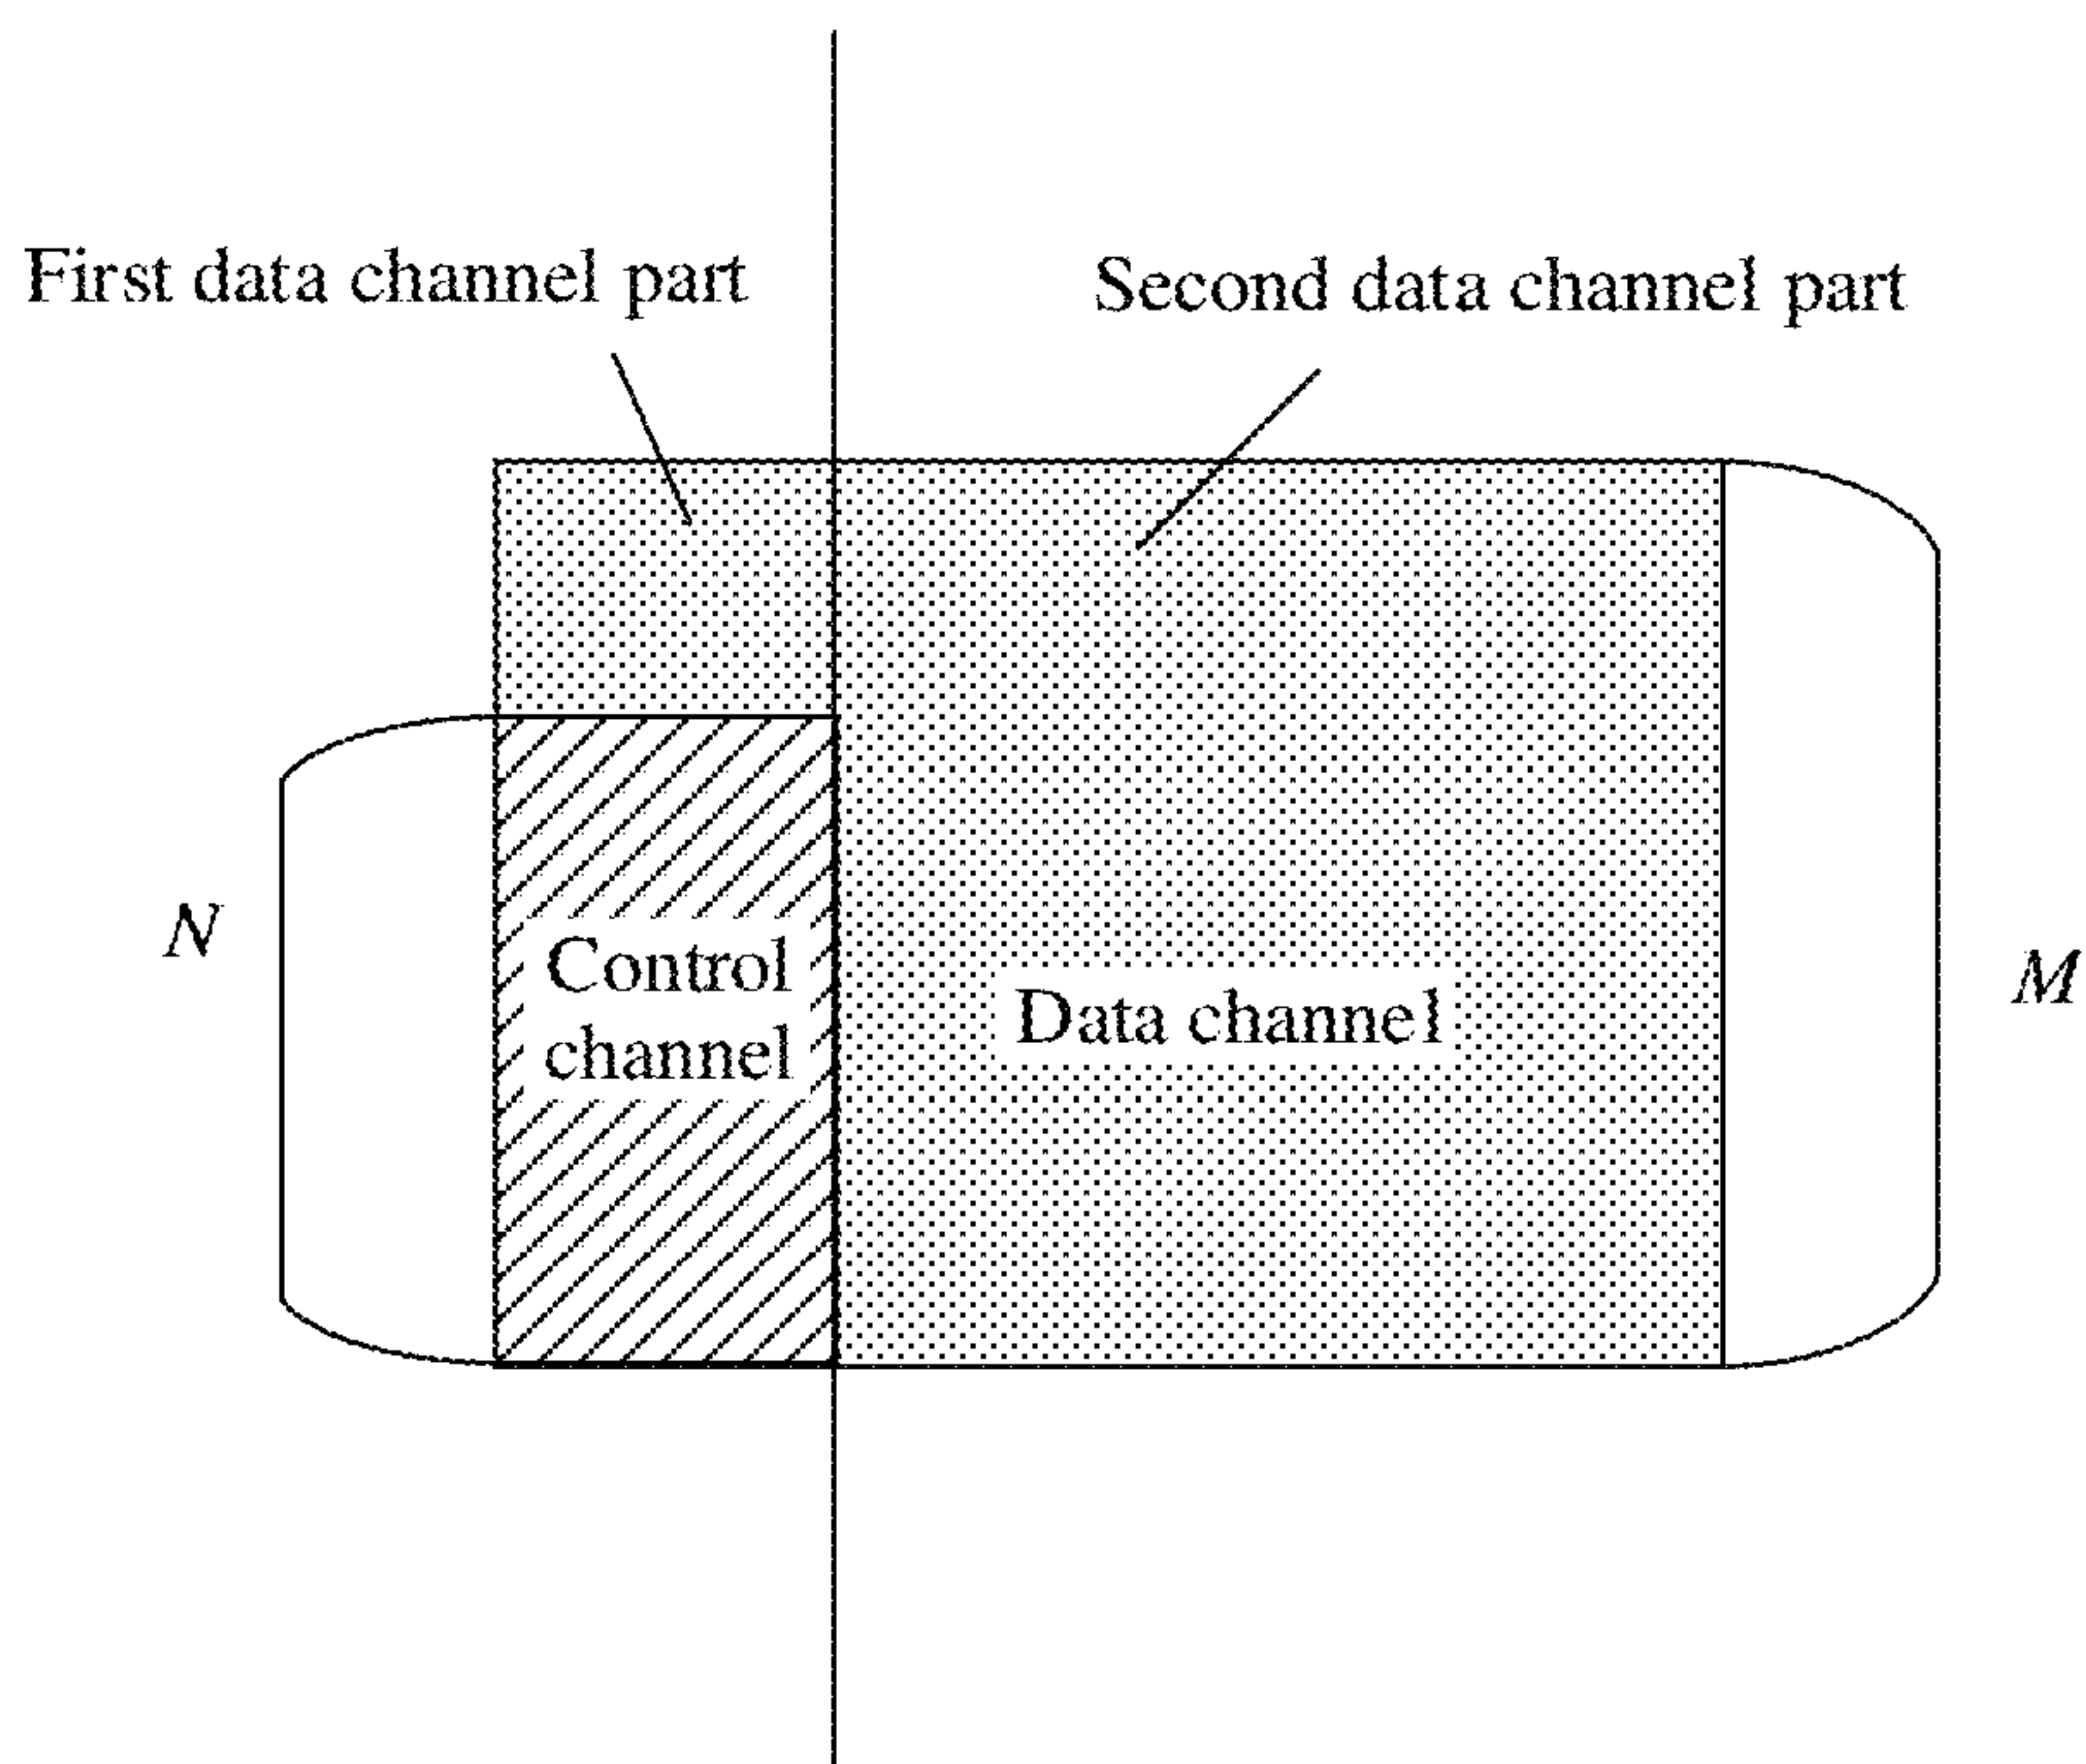 First data channel part
Second data channel part
N
Control
channel
Data channel
M